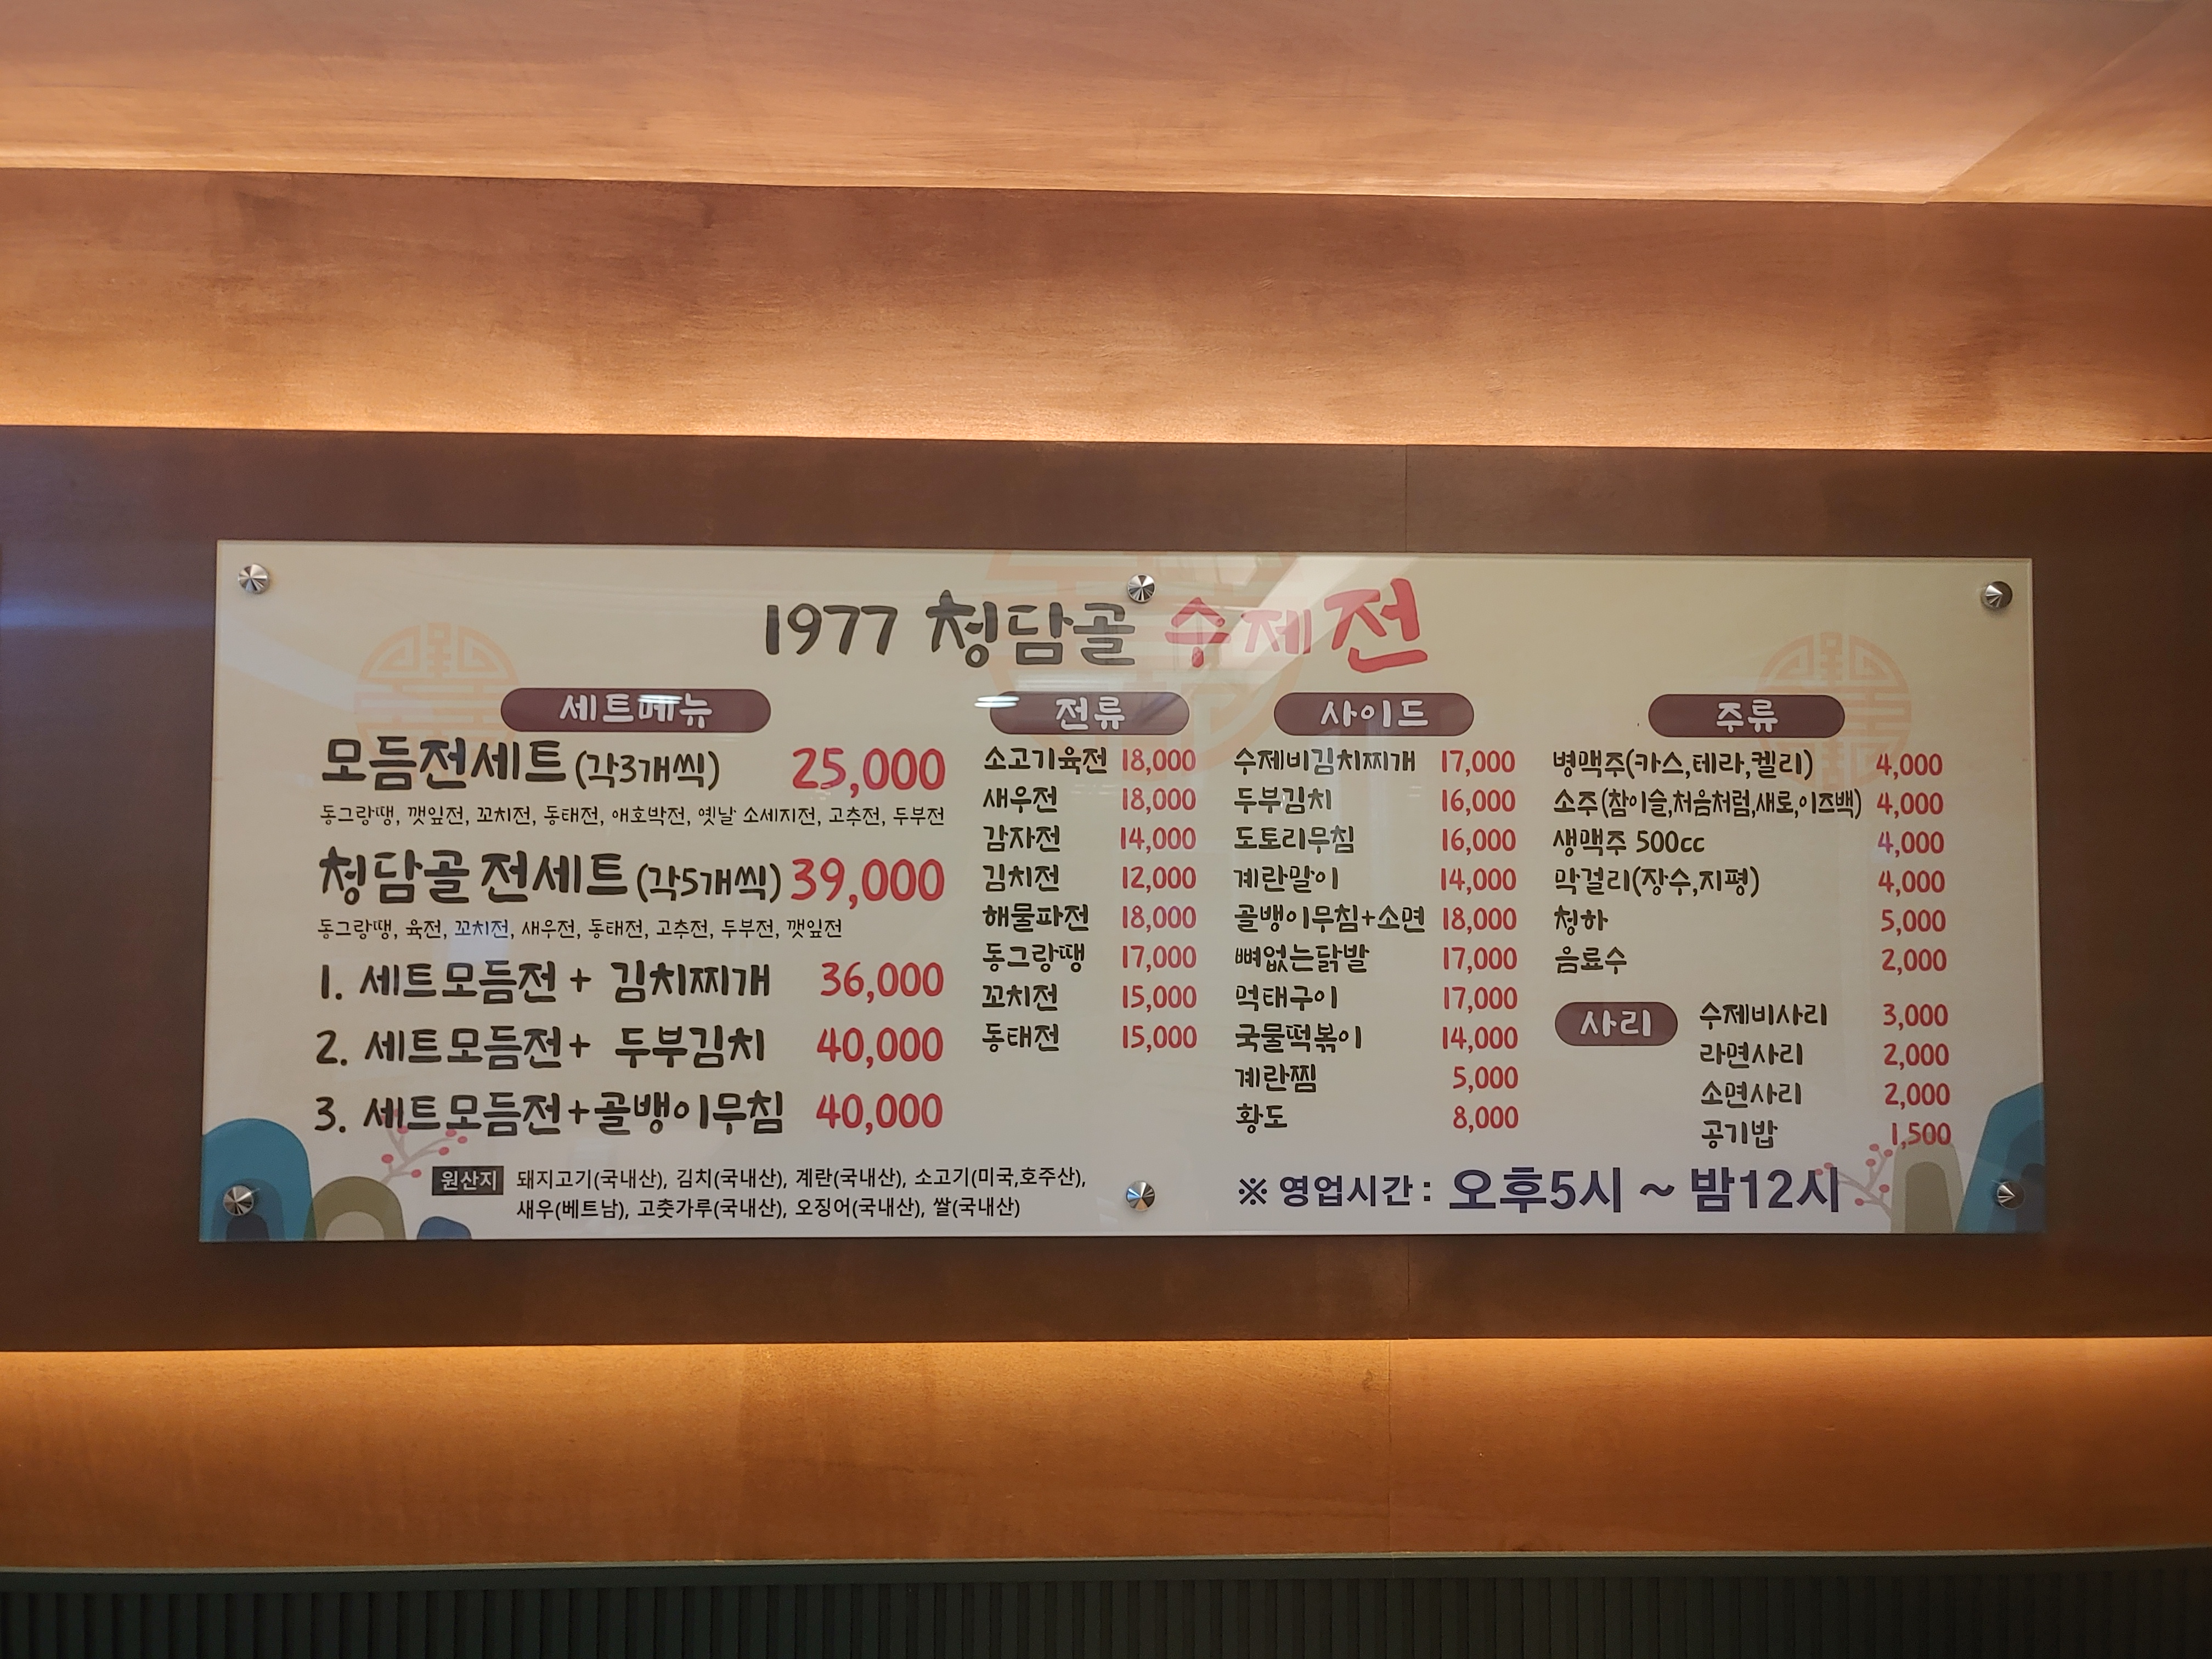 1977 청담골 수제전
세트메뉴
모듬전세트(각3개씩) 25,000
동그랑땡, 깻잎전, 꼬치전, 동태전, 애호박전, 옛날 소세지전, 고추전, 두부전
청담골 전세트(각5개씩) 39,000
동그랑땡, 육전, 꼬치전, 새우전, 동태전, 고추전, 두부전, 깻잎전
1. 세트모듬전 + 김치찌개 36,000
2. 세트모듬전+ 두부김치 40,000
3. 세트모듬전+골뱅이무침 40,000
전류
소고기육전 18,000
새우전 18,000
감자전 14,000
김치전 12,000
해물파전 18,000
동그랑땡 17,000
꼬치전 15,000
동태전 15,000
사이드
수제비김치찌개 17,000
두부김치 16,000
도토리무침 16,000
계란말이 14,000
골뱅이무침+소면 18,000
뼈없는닭발 17,000
먹태구이 17,000
국물떡볶이 14,000
계란찜 5,000
황도 8,000
주류
병맥주(카스,테라,켈리) 4,000
소주(참이슬,처음처럼,새로,이즈백) 4,000
생맥주 500cc 4,000
막걸리(장수,지평) 4,000
청하 5,000
음료수 2,000
사리
수제비사리 3,000
라면사리 2,000
소면사리 2,000
공기밥 1,500
원산지 돼지고기(국내산), 김치(국내산), 계란(국내산), 소고기(미국,호주산),
새우(베트남), 고춧가루(국내산), 오징어(국내산), 쌀(국내산)
※ 영업시간 : 오후5시 ~ 밤12시